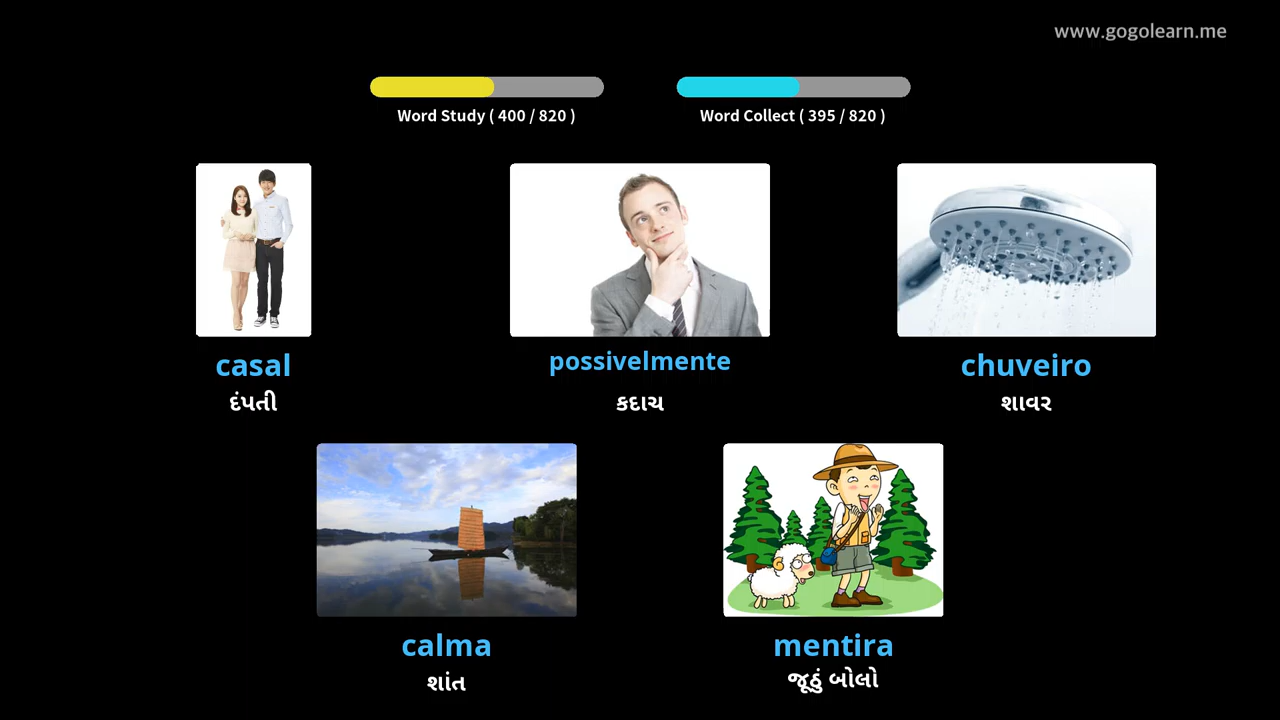 www.gogolearn.me
Word Study ( 400 / 820 )
Word Collect ( 395 / 820 )
casal
દંપતી
possivelmente
કદાચ
chuveiro
શાવર
calma
શાંત
mentira
જૂઠું બોલો